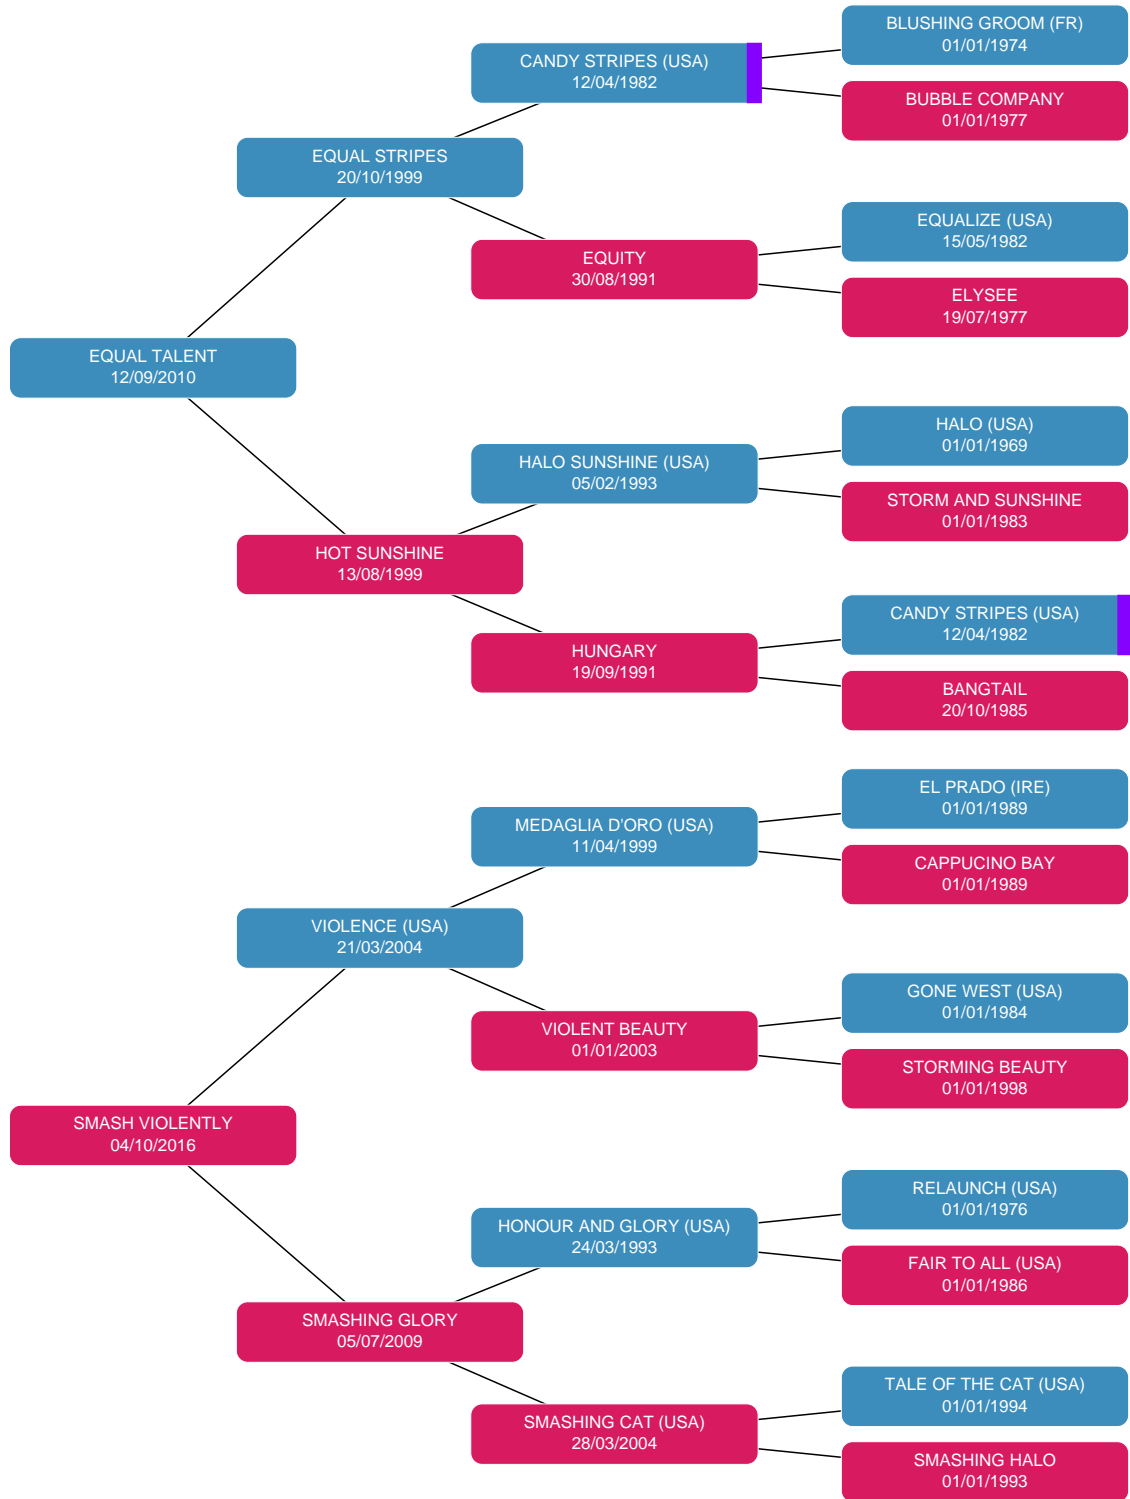 BLUSHING GROOM (FR)
01/01/1974
CANDY STRIPES (USA)
12/04/1982
BUBBLE COMPANY
01/01/1977
EQUAL STRIPES
20/10/1999
EQUALIZE (USA)
15/05/1982
EQUITY
30/08/1991
ELYSEE
19/07/1977
EQUAL TALENT
12/09/2010
HALO (USA)
01/01/1969
HALO SUNSHINE (USA)
05/02/1993
STORM AND SUNSHINE
01/01/1983
HOT SUNSHINE
13/08/1999
CANDY STRIPES (USA)
12/04/1982
HUNGARY
19/09/1991
BANGTAIL
20/10/1985
EL PRADO (IRE)
01/01/1989
MEDAGLIA D'ORO (USA)
11/04/1999
CAPPUCINO BAY
01/01/1989
VIOLENCE (USA)
21/03/2004
GONE WEST (USA)
01/01/1984
VIOLENT BEAUTY
01/01/2003
STORMING BEAUTY
01/01/1998
SMASH VIOLENTLY
04/10/2016
RELAUNCH (USA)
01/01/1976
HONOUR AND GLORY (USA)
24/03/1993
FAIR TO ALL (USA)
01/01/1986
SMASHING GLORY
05/07/2009
TALE OF THE CAT (USA)
01/01/1994
SMASHING CAT (USA)
28/03/2004
SMASHING HALO
01/01/1993